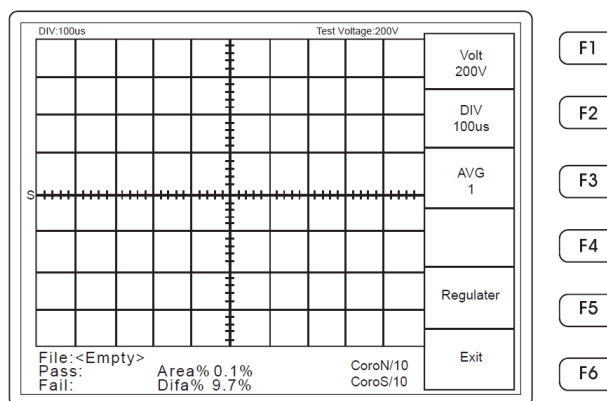 DIV:100us Test Voltage:200V
Volt
200V
F1
DIV
100us
F2
AVG
1
F3
S
F4
Regulater
F5
Exit
F6
File:<Empty>
Pass: Area% 0.1% CoroN/10
Fail: Difa% 9.7% CoroS/10